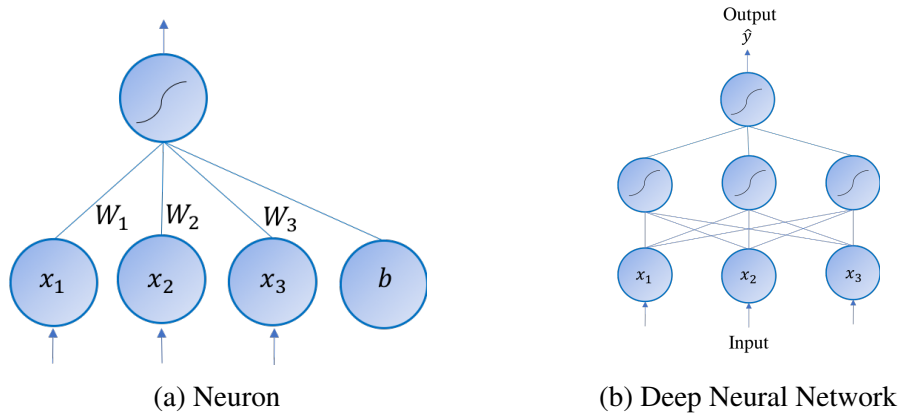 W₁ W₂ W₃
x₁ x₂ x₃ b
(a) Neuron
Output
ŷ
x₁ x₂ x₃
Input
(b) Deep Neural Network